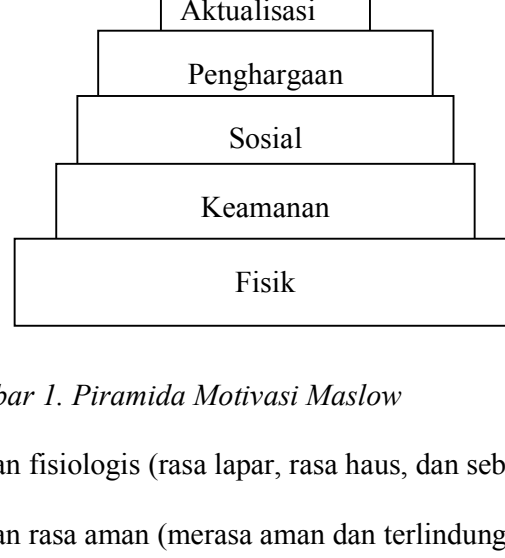 Aktualisasi
Penghargaan
Sosial
Keamanan
Fisik
bar 1. Piramida Motivasi Maslow
an fisiologis (rasa lapar, rasa haus, dan seb
an rasa aman (merasa aman dan terlindung